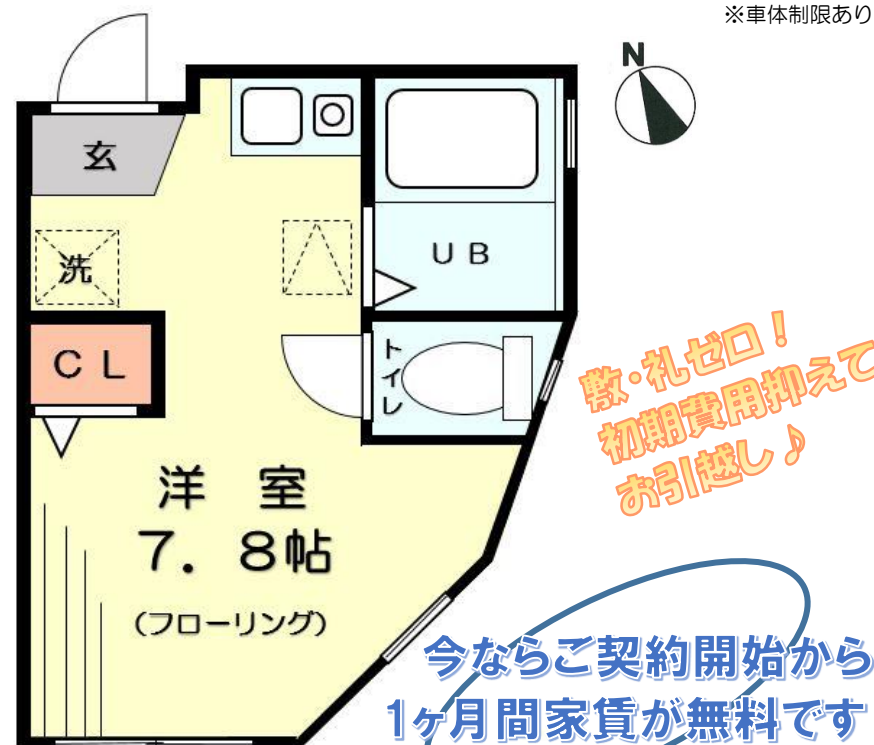 ※車体制限あり
N
玄
洗
UB
CL
トイレ
敷・礼ゼロ！
初期費用抑えて
お引越し♪
洋室
7.8帖
(フローリング)
今ならご契約開始から
1ヶ月間家賃が無料です